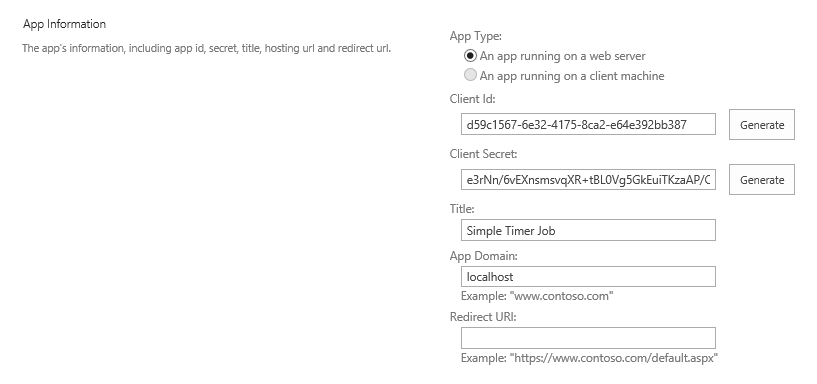 App Information
The app's information, including app id, secret, title, hosting url and redirect url.
App Type:
An app running on a web server
An app running on a client machine
Client Id:
d59c1567-6e32-4175-8ca2-e64e392bb387
Generate
Client Secret:
e3rNn/6vEXnsmsvqXR+tBL0Vg5GkEuiTKzaAP/C
Generate
Title:
Simple Timer Job
App Domain:
localhost
Example: "www.contoso.com"
Redirect URI:
Example: "https://www.contoso.com/default.aspx"